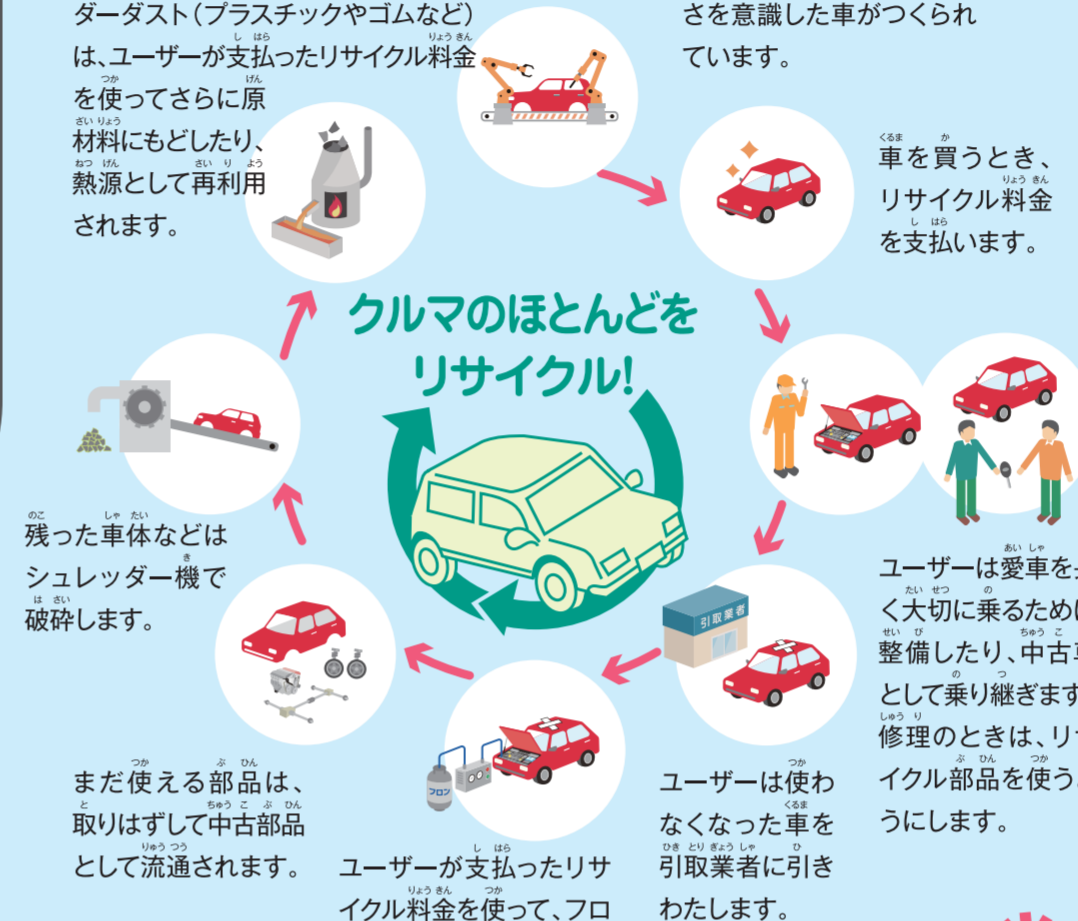 ダーダスト(プラスチックやゴムなど)
は、ユーザーが支払ったリサイクル料金
を使ってさらに原
材料にもどしたり、
熱源として再利用
されます。
さを意識した車がつくられ
ています。
車を買うとき、
リサイクル料金
を支払います。
クルマのほとんどを
リサイクル!
ユーザーは愛車を
く大切に乗るため
整備したり、中古
として乗り継ぎます
修理のときは、リ
イクル部品を使う
うにします。
引取業者
ユーザーは使わ
なくなった車を
引取業者に引き
わたします。
フロン
ユーザーが支払ったリサ
イクル料金を使って、フロ
まだ使える部品は、
取りはずして中古部品
として流通されます。
残った車体などは
シュレッダー機で
破砕します。